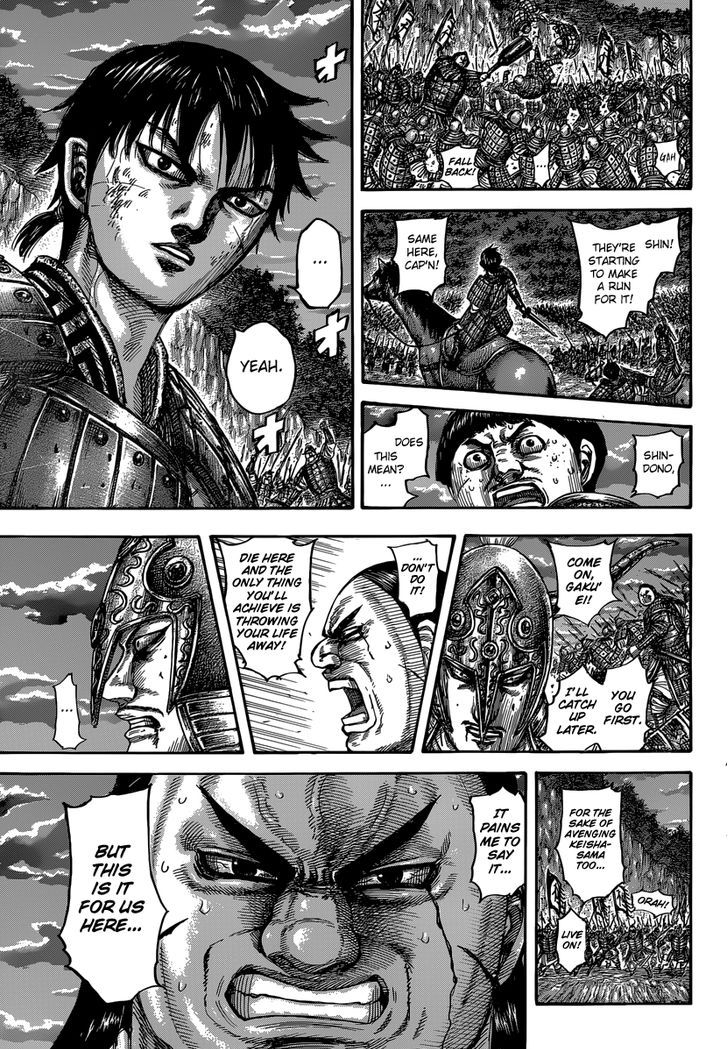 FALL
BACK!
...
GAH
SHIN!
THEY'RE
STARTING
TO MAKE
A RUN
FOR IT!
SAME
HERE,
CAP'N!
SHIN-
DONO,
DOES
THIS
MEAN?
...
オ
オ
オ
...
YEAH.
COME
ON,
GAKU'
EI!
YOU
GO
FIRST.
I'LL
CATCH
UP
LATER.
...
DON'T
DO
IT!
DIE HERE
AND THE
ONLY THING
YOU'LL
ACHIEVE IS
THROWING
YOUR LIFE
AWAY!
...
FOR THE
SAKE OF
AVENGING
KEISHA-
SAMA
TOO...
ORAH!
LIVE
ON!
IT
PAINS
ME TO
SAY
IT...
BUT
THIS IS
IT FOR
US
HERE...